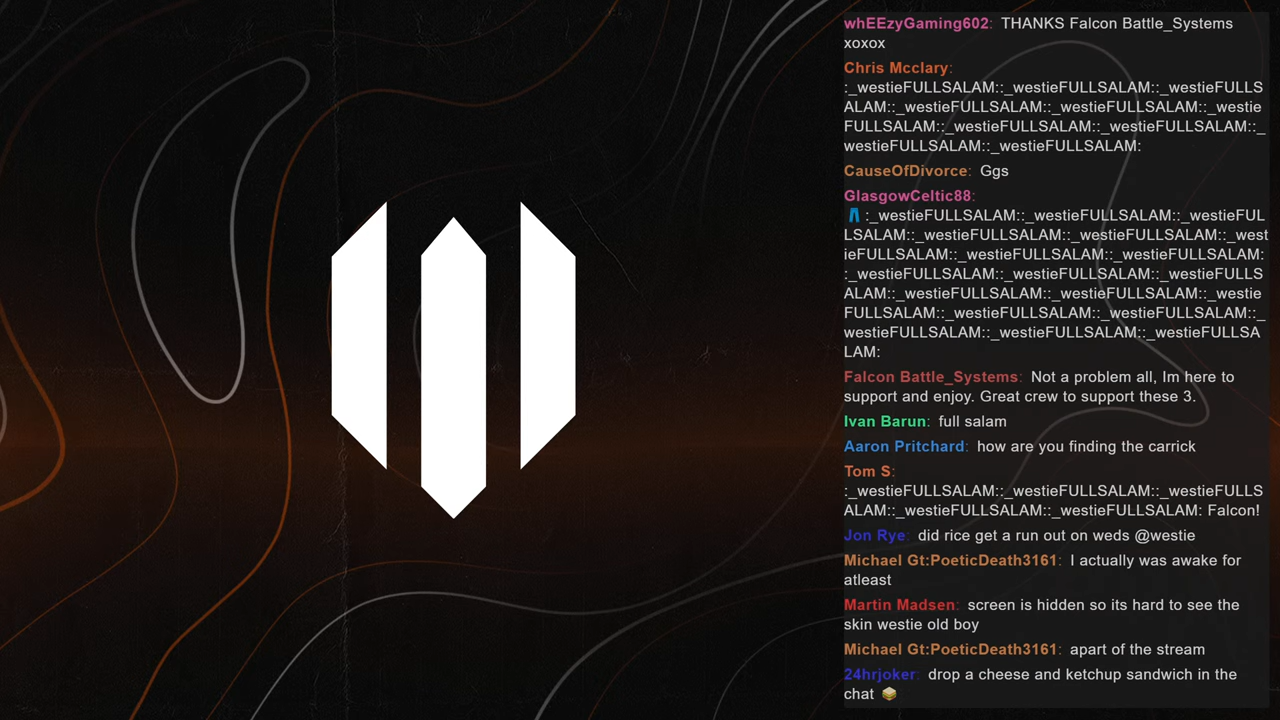 whEEzyGaming602: THANKS Falcon Battle_Systems
xoxox
Chris Mcclary:
:_westieFULLSALAM::_westieFULLSALAM::_westieFULLS
ALAM::_westieFULLSALAM::_westieFULLSALAM::_westie
FULLSALAM::_westieFULLSALAM::_westieFULLSALAM::_
westieFULLSALAM::_westieFULLSALAM:
CauseOfDivorce: Ggs
GlasgowCeltic88:
👖:_westieFULLSALAM::_westieFULLSALAM::_westieFUL
LSALAM::_westieFULLSALAM::_westieFULLSALAM::_west
ieFULLSALAM::_westieFULLSALAM::_westieFULLSALAM:
:_westieFULLSALAM::_westieFULLSALAM::_westieFULLS
ALAM::_westieFULLSALAM::_westieFULLSALAM::_westie
FULLSALAM::_westieFULLSALAM::_westieFULLSALAM::_
westieFULLSALAM::_westieFULLSALAM::_westieFULLSA
LAM:
Falcon Battle_Systems: Not a problem all, Im here to
support and enjoy. Great crew to support these 3.
Ivan Barun: full salam
Aaron Pritchard: how are you finding the carrick
Tom S:
:_westieFULLSALAM::_westieFULLSALAM::_westieFULLS
ALAM::_westieFULLSALAM::_westieFULLSALAM: Falcon!
Jon Rye: did rice get a run out on weds @westie
Michael Gt:PoeticDeath3161: I actually was awake for
atleast
Martin Madsen: screen is hidden so its hard to see the
skin westie old boy
Michael Gt:PoeticDeath3161: apart of the stream
24hrjoker: drop a cheese and ketchup sandwich in the
chat 🥪